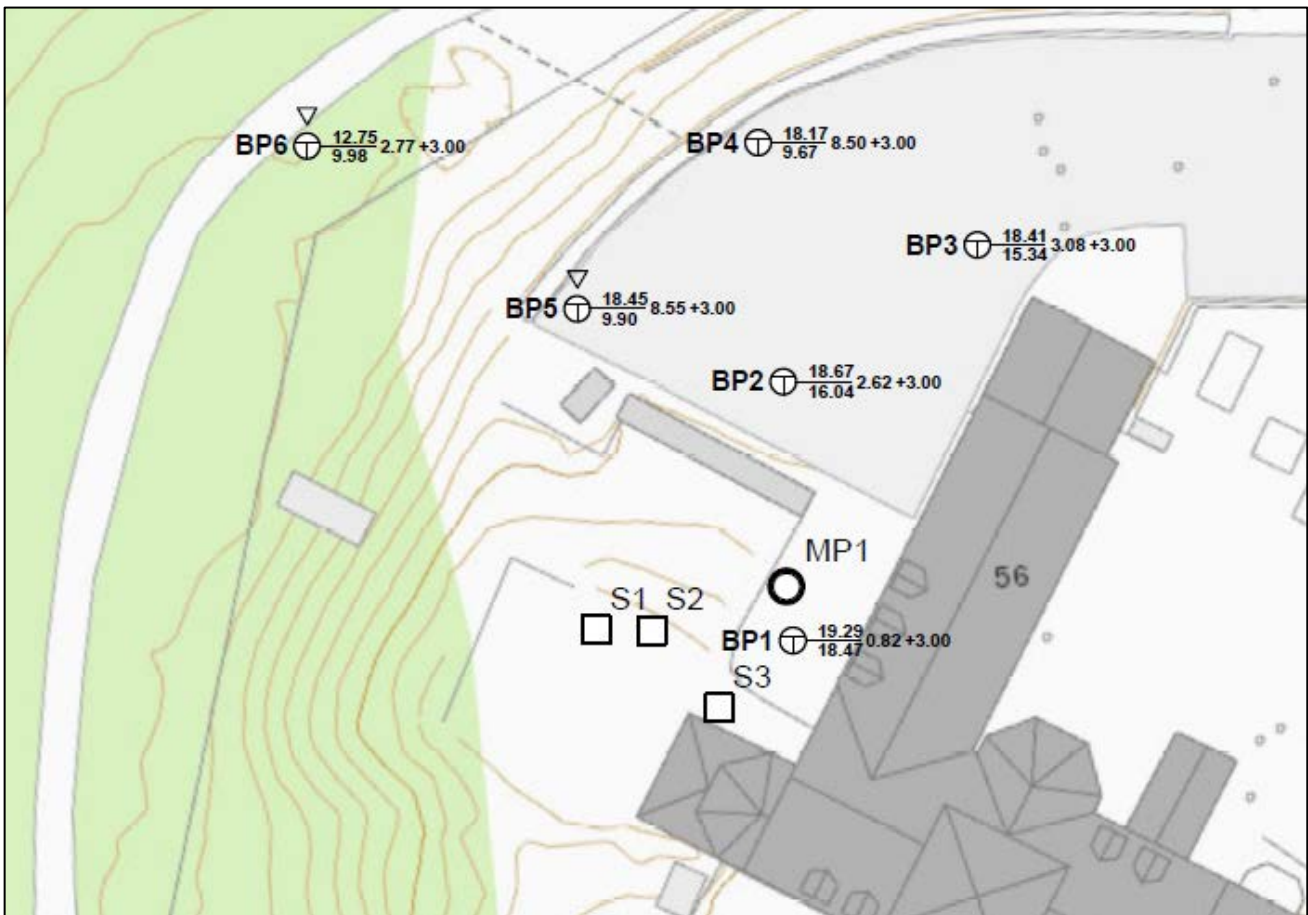 BP6 12.75 2.77 +3.00
9.98
BP4 18.17 8.50 +3.00
9.67
BP3 18.41 3.08 +3.00
15.34
BP5 18.45 8.55 +3.00
9.90
BP2 18.67 2.62 +3.00
16.04
MP1
56
S1 S2
BP1 19.29 0.82 +3.00
18.47
S3